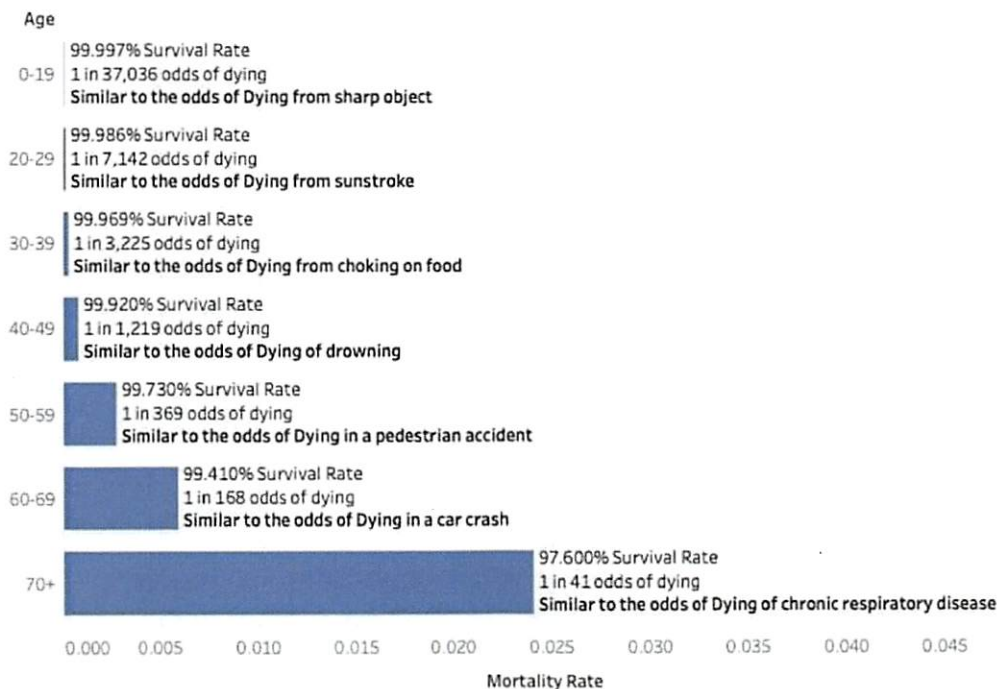 Age
0-19
99.997% Survival Rate
1 in 37,036 odds of dying
Similar to the odds of Dying from sharp object
20-29
99.986% Survival Rate
1 in 7,142 odds of dying
Similar to the odds of Dying from sunstroke
30-39
99.969% Survival Rate
1 in 3,225 odds of dying
Similar to the odds of Dying from choking on food
40-49
99.920% Survival Rate
1 in 1,219 odds of dying
Similar to the odds of Dying of drowning
50-59
99.730% Survival Rate
1 in 369 odds of dying
Similar to the odds of Dying in a pedestrian accident
60-69
99.410% Survival Rate
1 in 168 odds of dying
Similar to the odds of Dying in a car crash
70+
97.600% Survival Rate
1 in 41 odds of dying
Similar to the odds of Dying of chronic respiratory disease
0.000 0.005 0.010 0.015 0.020 0.025 0.030 0.035 0.040 0.045
Mortality Rate